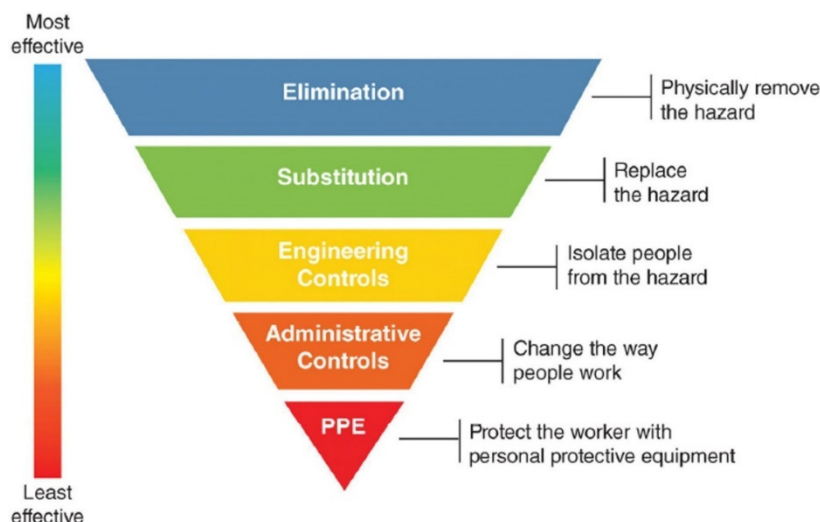 Most
effective
Elimination
Physically remove
the hazard
Substitution
Replace
the hazard
Engineering
Controls
Isolate people
from the hazard
Administrative
Controls
Change the way
people work
PPE
Protect the worker with
personal protective equipment
Least
effective